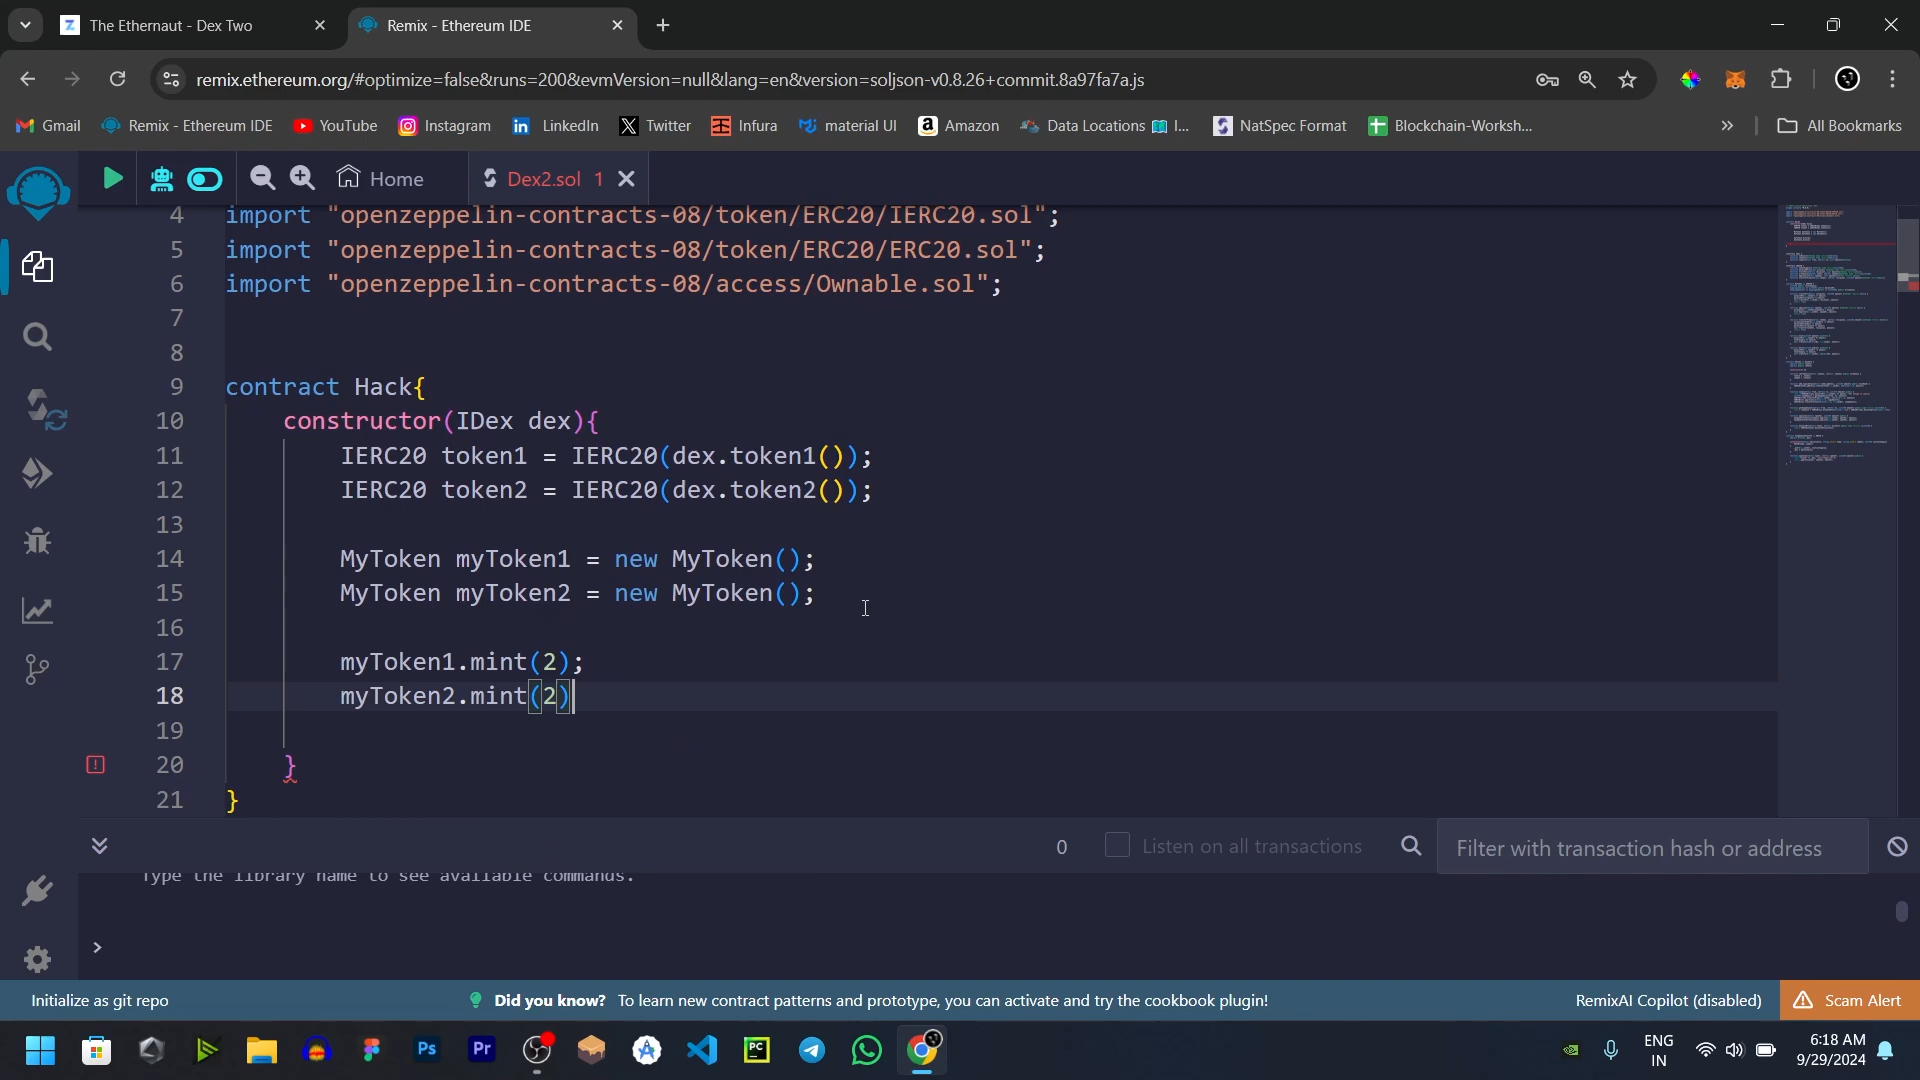 The Ethernaut - Dex Two
Remix - Ethereum IDE
remix.ethereum.org/#optimize=false&runs=200&evmVersion=null&lang=en&version=soljson-v0.8.26+commit.8a97fa7a.js
Gmail
Remix - Ethereum IDE
YouTube
Instagram
LinkedIn
Twitter
Infura
material UI
Amazon
Data Locations
I...
NatSpec Format
Blockchain-Worksh...
All Bookmarks
Home
Dex2.sol 1
4 import "openzeppelin-contracts-08/token/ERC20/IERC20.sol";
5 import "openzeppelin-contracts-08/token/ERC20/ERC20.sol";
6 import "openzeppelin-contracts-08/access/Ownable.sol";
7
8
9 contract Hack{
10 constructor(IDex dex){
11 IERC20 token1 = IERC20(dex.token1());
12 IERC20 token2 = IERC20(dex.token2());
13
14 MyToken myToken1 = new MyToken();
15 MyToken myToken2 = new MyToken();
16
17 myToken1.mint(2);
18 myToken2.mint(2)
19
20 }
21 }
0
Listen on all transactions
Filter with transaction hash or address
Type the library name to see available commands.
>
Initialize as git repo
Did you know? To learn new contract patterns and prototype, you can activate and try the cookbook plugin!
RemixAI Copilot (disabled)
Scam Alert
Ps
Pr
PC
ENG
IN
6:18 AM
9/29/2024